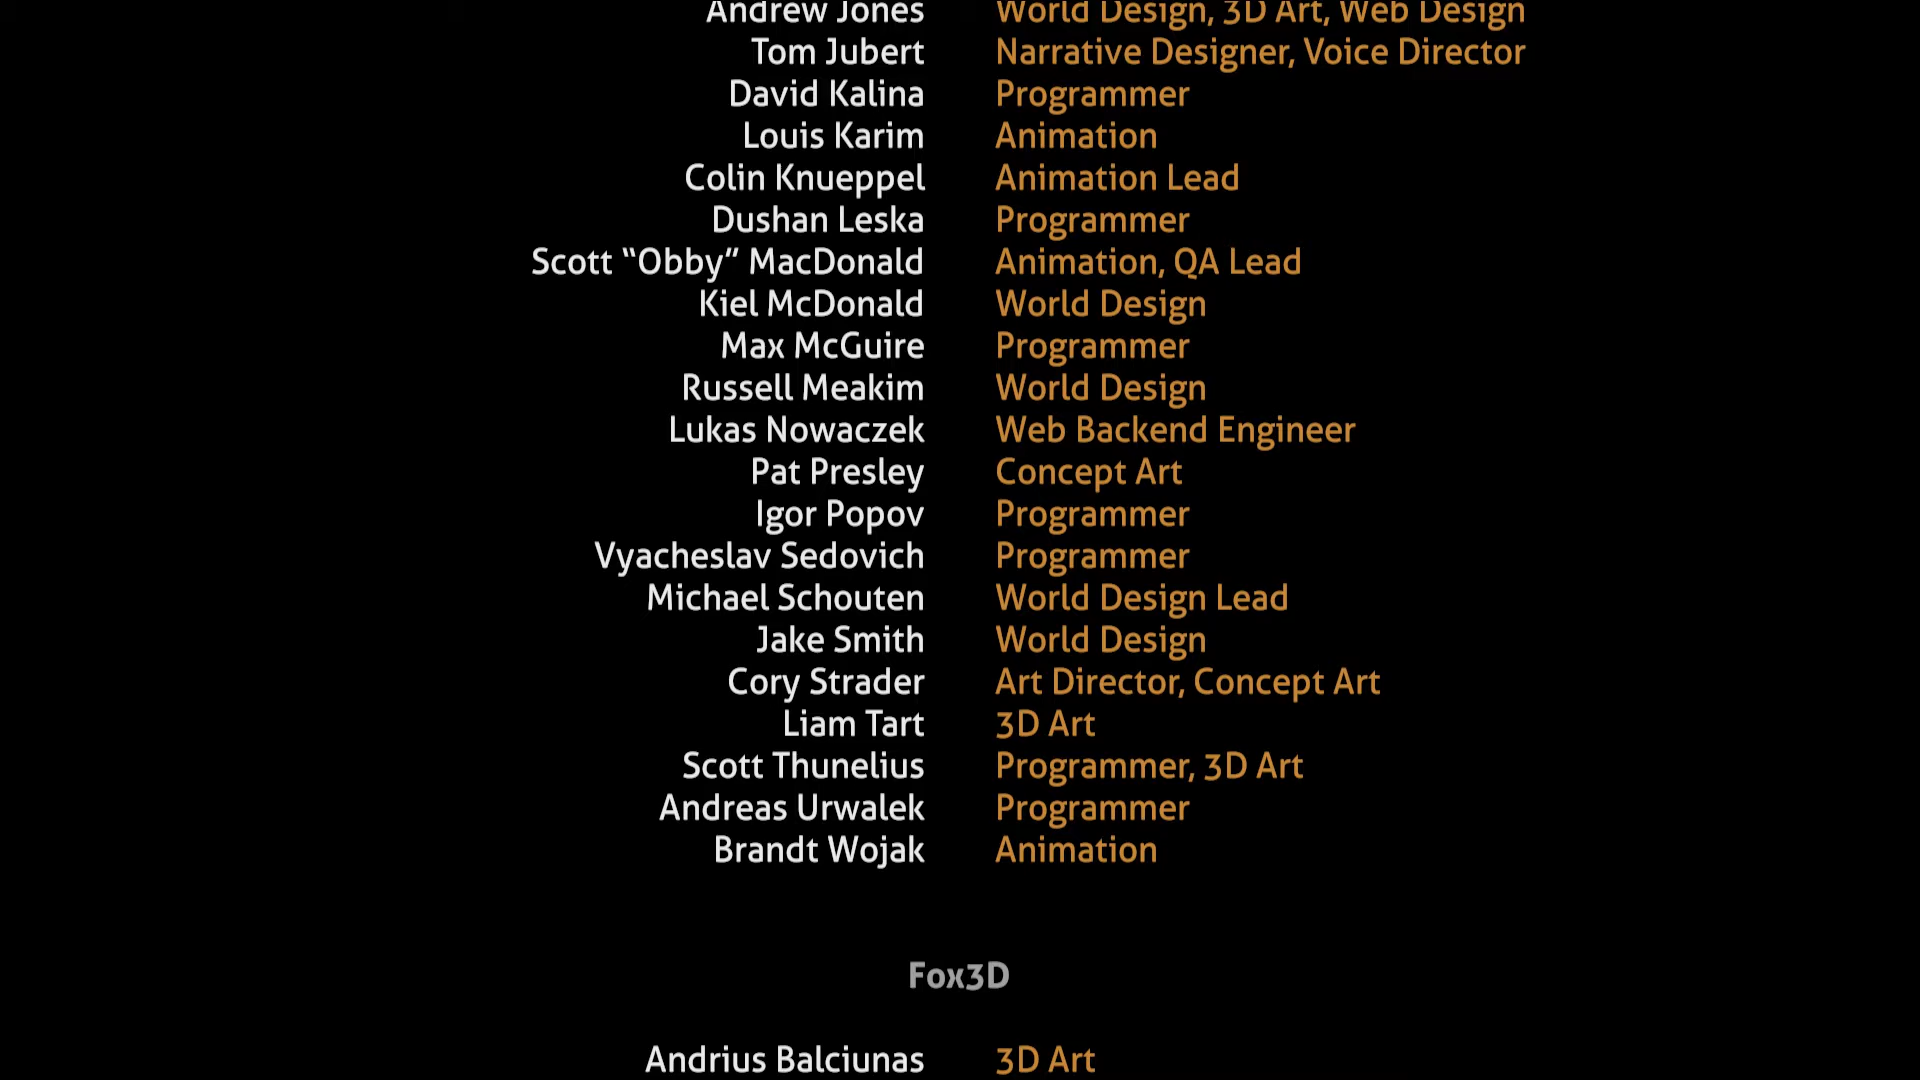 Andrew Jones World Design, 3D Art, Web Design
Tom Jubert Narrative Designer, Voice Director
David Kalina Programmer
Louis Karim Animation
Colin Knueppel Animation Lead
Dushan Leska Programmer
Scott “Obby” MacDonald Animation, QA Lead
Kiel McDonald World Design
Max McGuire Programmer
Russell Meakim World Design
Lukas Nowaczek Web Backend Engineer
Pat Presley Concept Art
Igor Popov Programmer
Vyacheslav Sedovich Programmer
Michael Schouten World Design Lead
Jake Smith World Design
Cory Strader Art Director, Concept Art
Liam Tart 3D Art
Scott Thunelius Programmer, 3D Art
Andreas Urwalek Programmer
Brandt Wojak Animation
Fox3D
Andrius Balciunas 3D Art